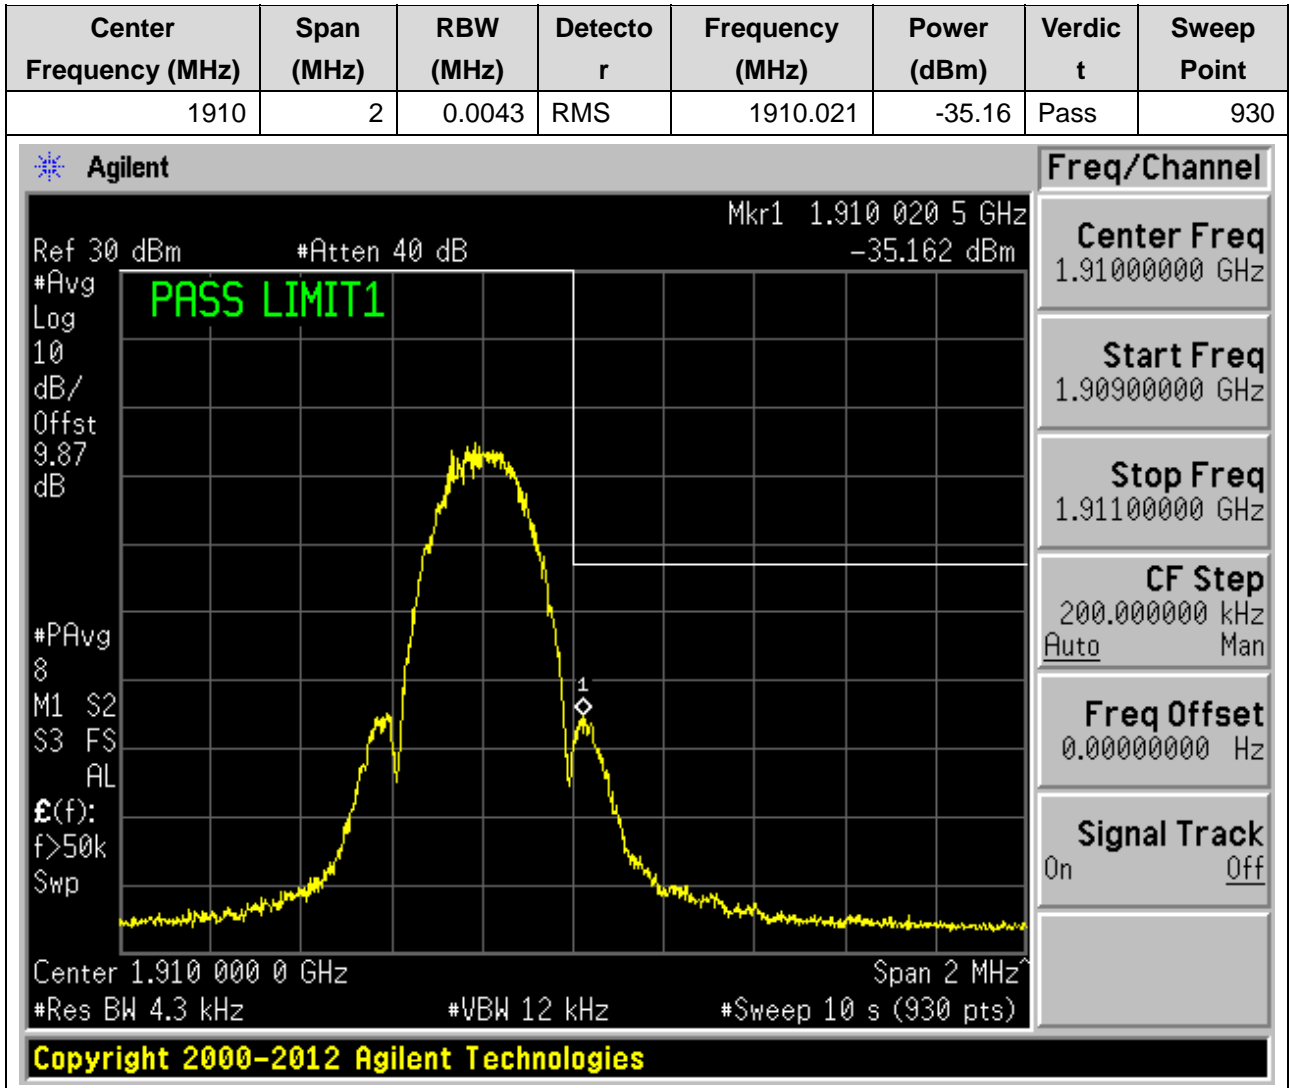 Center Frequency (MHz) Span (MHz) RBW (MHz) Detector Frequency (MHz) Power (dBm) Verdict Sweep Point
1910 2 0.0043 RMS 1910.021 -35.16 Pass 930
Agilent
Freq/Channel
Mkr1 1.910 020 5 GHz
Ref 30 dBm #Atten 40 dB -35.162 dBm
#Avg
Log
10
dB/
Offst
9.87
dB
PASS LIMIT1
#PAvg
8
M1 S2
S3 FS
AL
£(f):
f>50k
Swp
1
Center 1.910 000 0 GHz Span 2 MHz^
#Res BW 4.3 kHz #VBW 12 kHz #Sweep 10 s (930 pts)
Center Freq
1.91000000 GHz
Start Freq
1.90900000 GHz
Stop Freq
1.91100000 GHz
CF Step
200.000000 kHz
Auto Man
Freq Offset
0.00000000 Hz
Signal Track
On Off
Copyright 2000-2012 Agilent Technologies